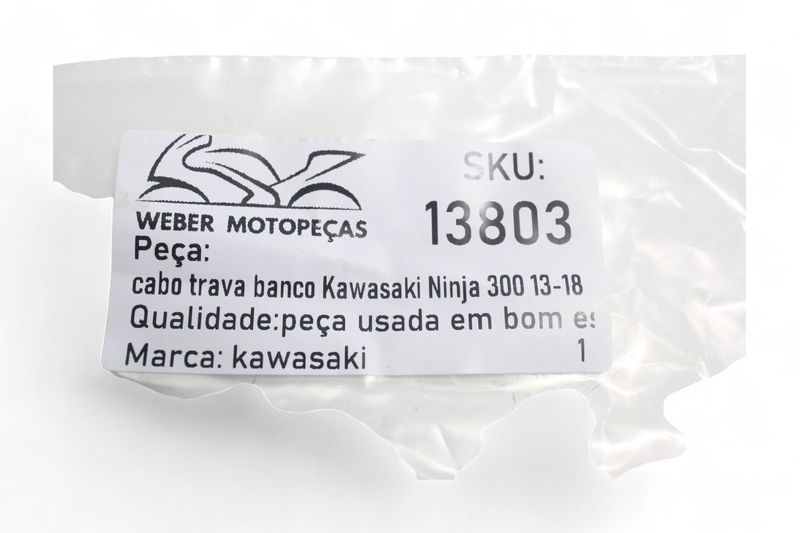 WEBER MOTOPEÇAS
SKU:
13803
Peça:
cabo trava banco Kawasaki Ninja 300 13-18
Qualidade:peça usada em bom es
Marca: kawasaki
1